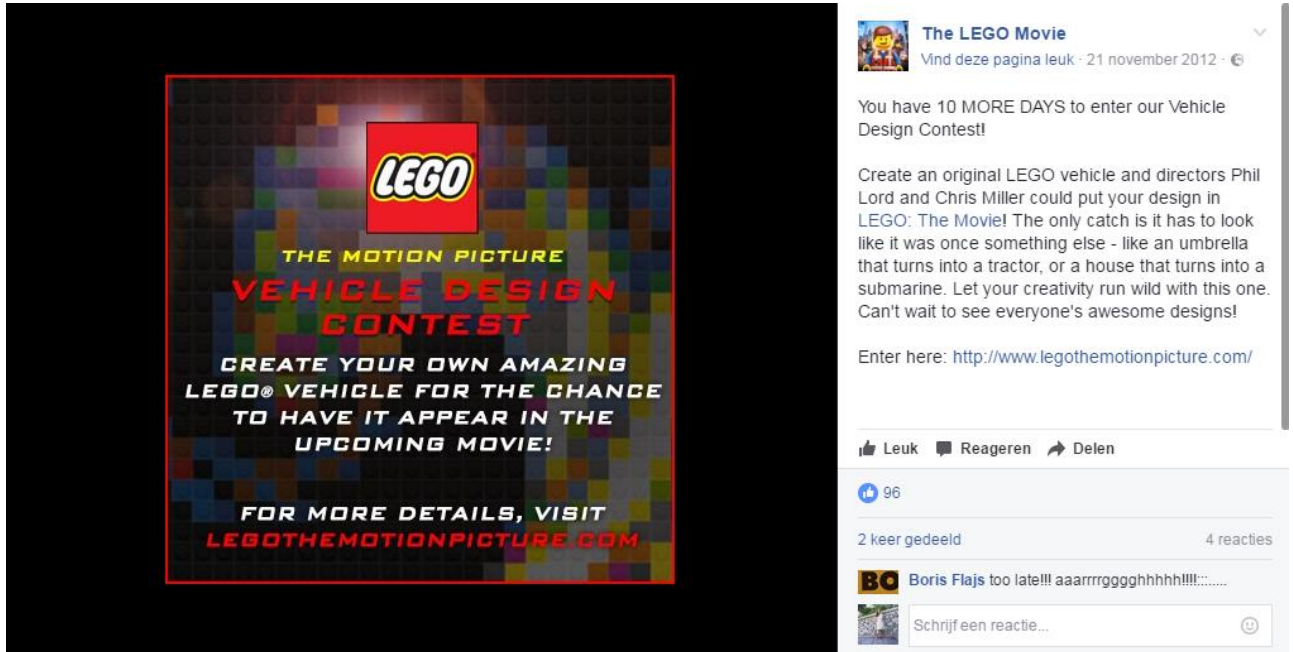 LEGO
THE MOTION PICTURE
VEHICLE DESIGN
CONTEST
CREATE YOUR OWN AMAZING
LEGO® VEHICLE FOR THE CHANCE
TO HAVE IT APPEAR IN THE
UPCOMING MOVIE!
FOR MORE DETAILS, VISIT
LEGOTHEMOTIONPICTURE.COM
The LEGO Movie
Vind deze pagina leuk · 21 november 2012 ·
You have 10 MORE DAYS to enter our Vehicle
Design Contest!
Create an original LEGO vehicle and directors Phil
Lord and Chris Miller could put your design in
LEGO: The Movie! The only catch is it has to look
like it was once something else - like an umbrella
that turns into a tractor, or a house that turns into a
submarine. Let your creativity run wild with this one.
Can't wait to see everyone's awesome designs!
Enter here: http://www.legothemotionpicture.com/
Leuk Reageren Delen
96
2 keer gedeeld 4 reacties
BO
Boris Flajs too late!!! aaarrrrgggghhhhh!!!!:::.....
Schrijf een reactie...